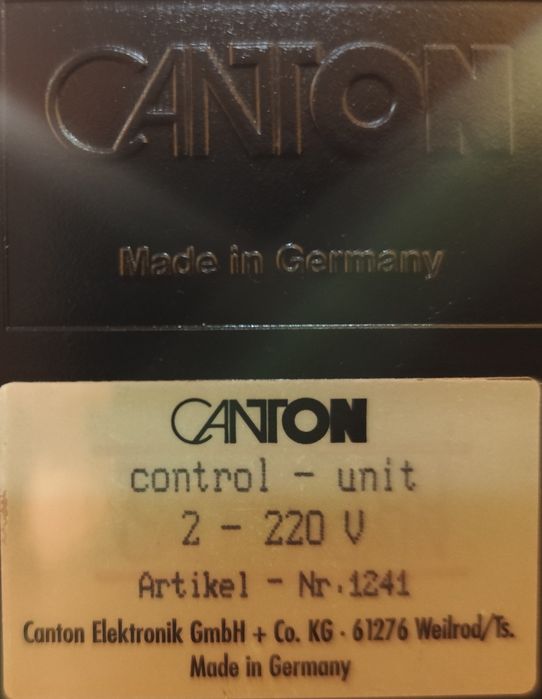 CANTON
Made in Germany
CANTON
control - unit
2 - 220 V
Artikel - Nr.1241
Canton Elektronik GmbH + Co. KG · 61276 Weilrod/Ts.
Made in Germany